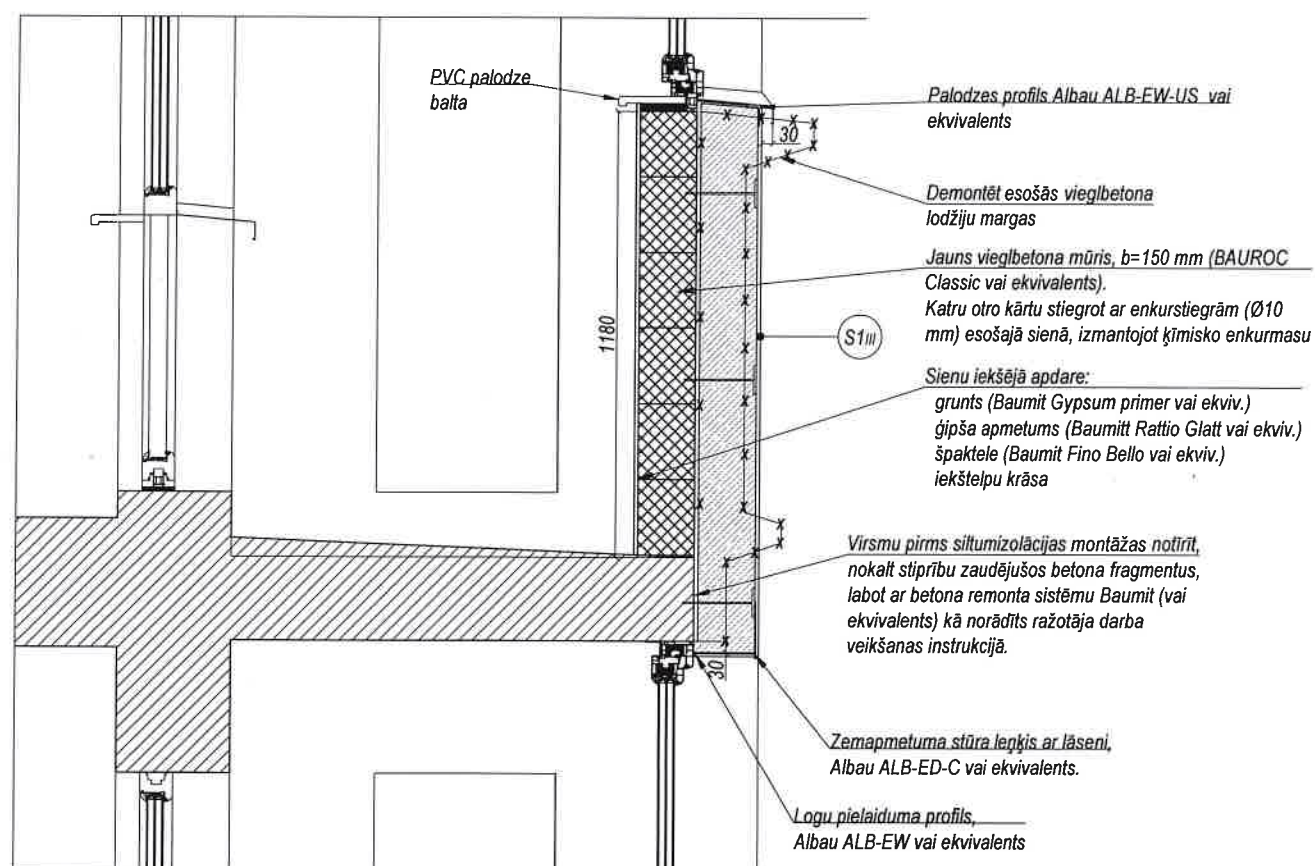 PVC palodze
balta
Palodzes profils Albau ALB-EW-US vai
ekvivalents
30
Demontēt esošās vieglbetona
lodžiju margas
Jauns vieglbetona mūris, b=150 mm (BAUROC
Classic vai ekvivalents).
Katru otro kārtu stiegrot ar enkurstiegrām (Ø10
mm) esošajā sienā, izmantojot ķīmisko enkurmasu
S1III
1180
Sienu iekšējā apdare:
grunts (Baumit Gypsum primer vai ekviv.)
ģipša apmetums (Baumitt Rattio Glatt vai ekviv.)
špaktele (Baumit Fino Bello vai ekviv.)
iekštelpu krāsa
Virsmu pirms siltumizolācijas montāžas notīrīt,
nokalt stiprību zaudējušos betona fragmentus,
labot ar betona remonta sistēmu Baumit (vai
ekvivalents) kā norādīts ražotāja darba
veikšanas instrukcijā.
30
Zemapmetuma stūra leņķis ar lāseni,
Albau ALB-ED-C vai ekvivalents.
Logu pielaiduma profils,
Albau ALB-EW vai ekvivalents